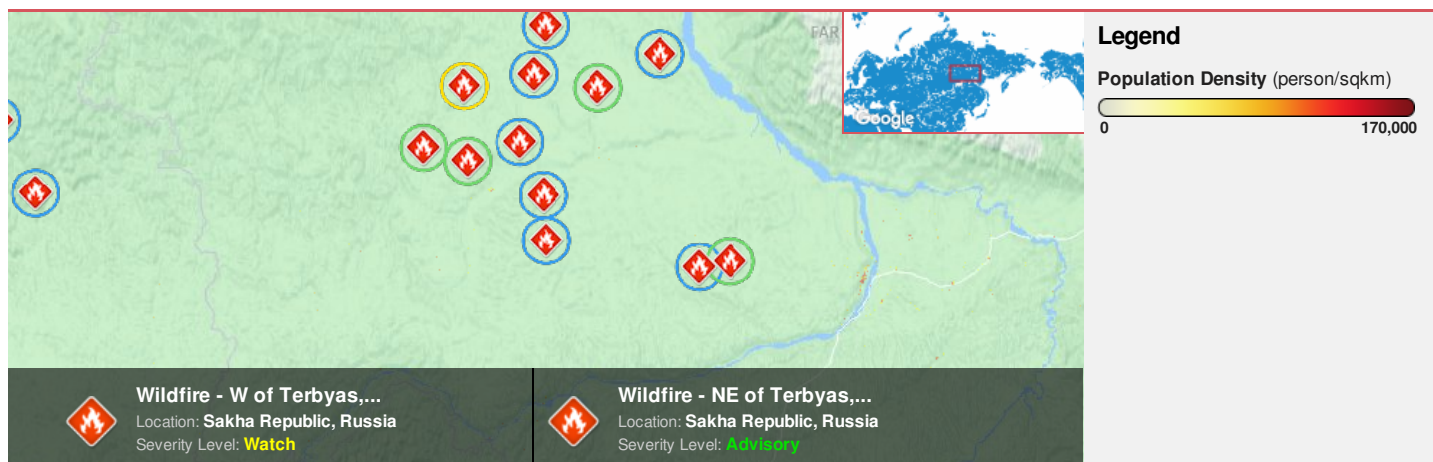 FAR
Google
Legend
Population Density (person/sqkm)
0
170,000
Wildfire - W of Terbyas,...
Location: Sakha Republic, Russia
Severity Level: Watch
Wildfire - NE of Terbyas,...
Location: Sakha Republic, Russia
Severity Level: Advisory